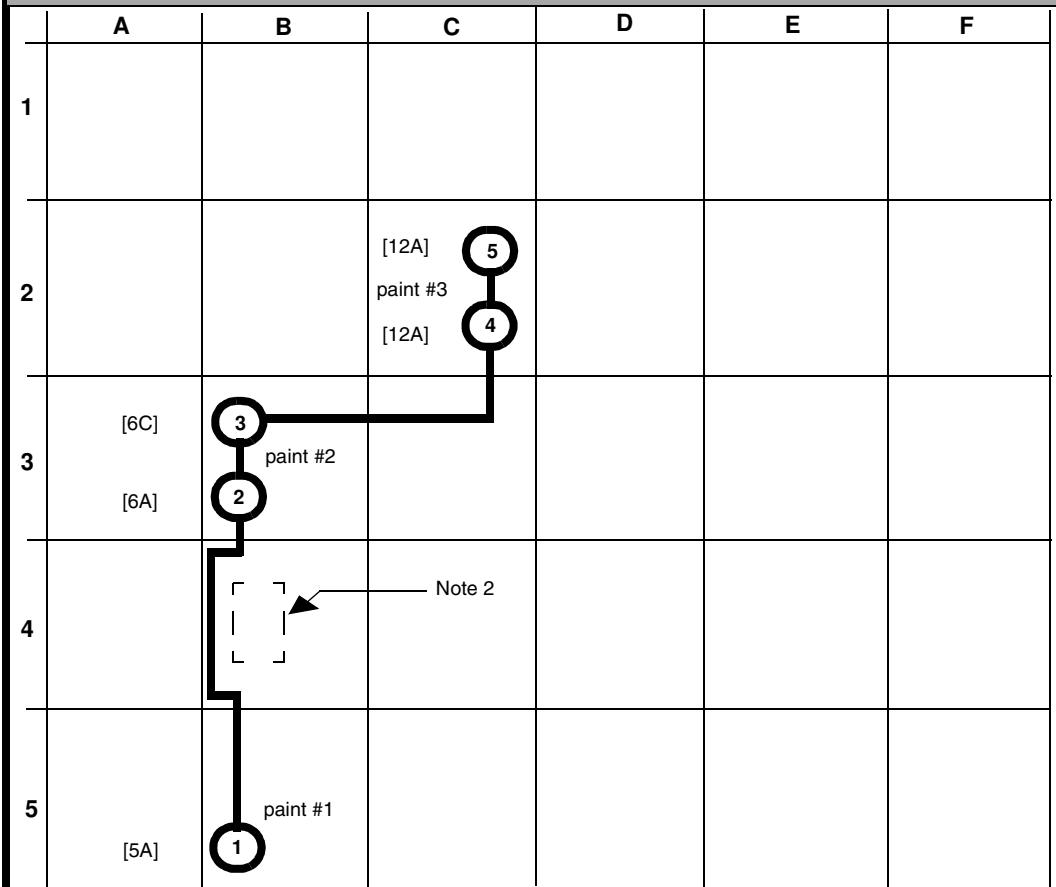 A B C D E F
1
[12A] 5
2 paint #3
[12A] 4
[6C] 3
3 paint #2
[6A] 2
Note 2
4
5 paint #1
[5A] 1